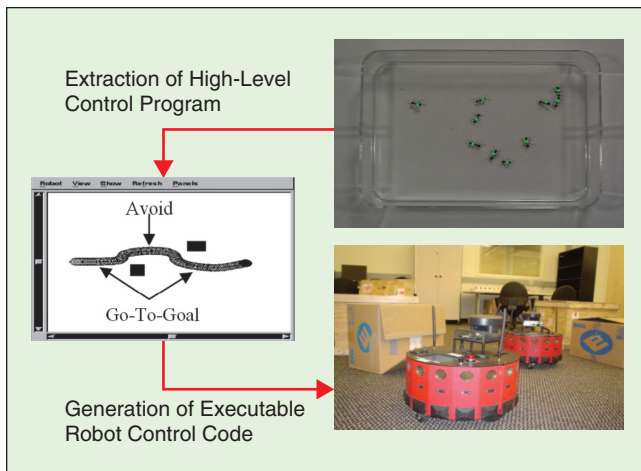 Extraction of High-Level
Control Program
Robot View Show Refresh Panels
Avoid
Go-To-Goal
Generation of Executable
Robot Control Code